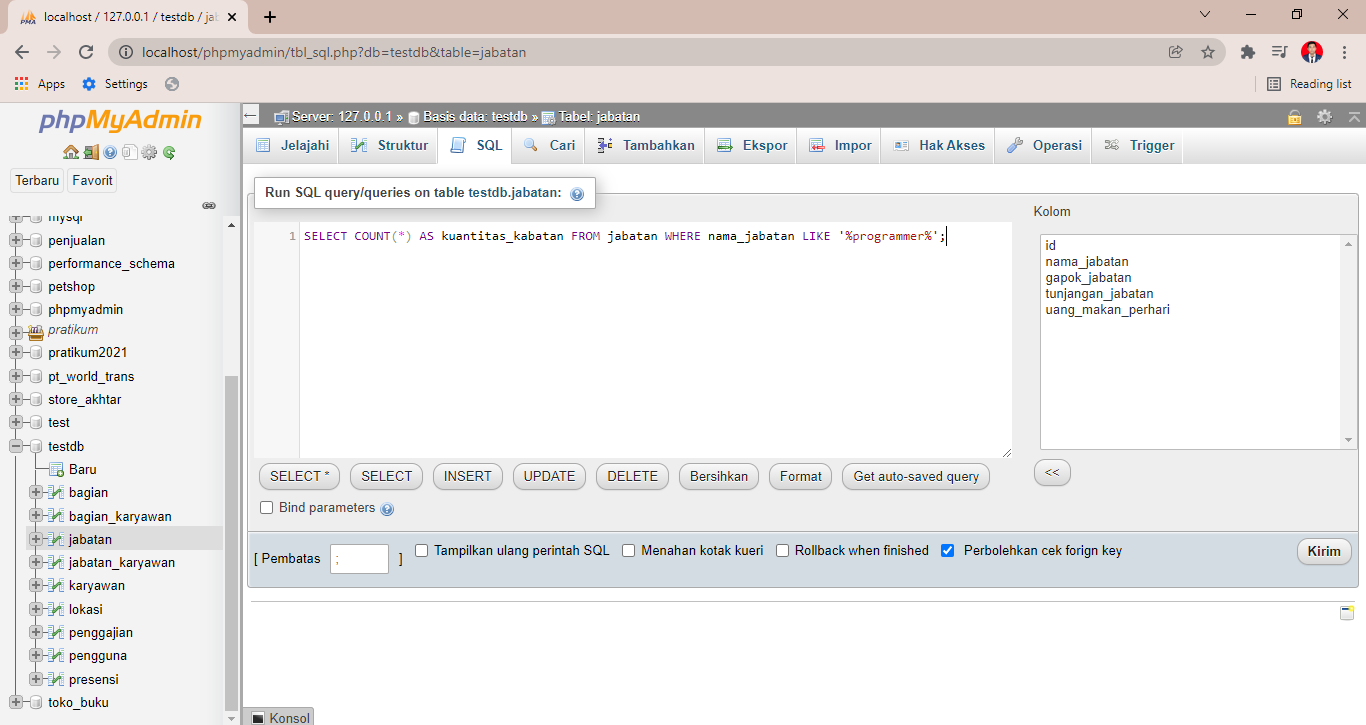 localhost / 127.0.0.1 / testdb / jab
localhost/phpmyadmin/tbl_sql.php?db=testdb&table=jabatan
Apps Settings Reading list
phpMyAdmin
Terbaru Favorit
mysql
penjualan
performance_schema
petshop
phpmyadmin
pratikum
pratikum2021
pt_world_trans
store_akhtar
test
testdb
Baru
bagian
bagian_karyawan
jabatan
jabatan_karyawan
karyawan
lokasi
penggajian
pengguna
presensi
toko_buku
Server: 127.0.0.1 » Basis data: testdb » Tabel: jabatan
Jelajahi Struktur SQL Cari Tambahkan Ekspor Impor Hak Akses Operasi Trigger
Run SQL query/queries on table testdb.jabatan:
1 SELECT COUNT(*) AS kuantitas_kabatan FROM jabatan WHERE nama_jabatan LIKE '%programmer%';
Kolom
id
nama_jabatan
gapok_jabatan
tunjangan_jabatan
uang_makan_perhari
<<
SELECT * SELECT INSERT UPDATE DELETE Bersihkan Format Get auto-saved query
Bind parameters
[ Pembatas ; ] Tampilkan ulang perintah SQL Menahan kotak kueri Rollback when finished Perbolehkan cek forign key Kirim
Konsol